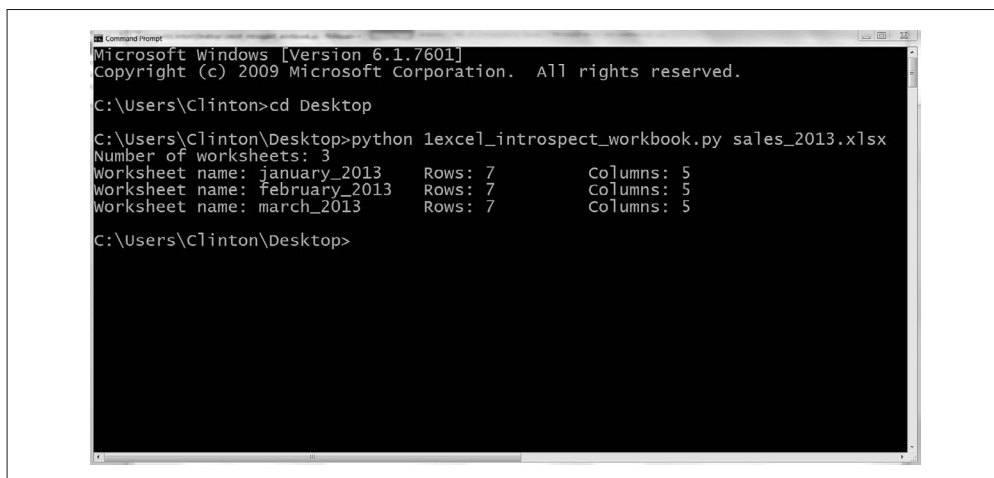 Command Prompt
Microsoft Windows [Version 6.1.7601]
Copyright (c) 2009 Microsoft Corporation.  All rights reserved.
C:\Users\Clinton>cd Desktop
C:\Users\Clinton\Desktop>python 1excel_introspect_workbook.py sales_2013.xlsx
Number of worksheets: 3
Worksheet name: january_2013    Rows: 7    Columns: 5
Worksheet name: february_2013    Rows: 7    Columns: 5
Worksheet name: march_2013    Rows: 7    Columns: 5
C:\Users\Clinton\Desktop>